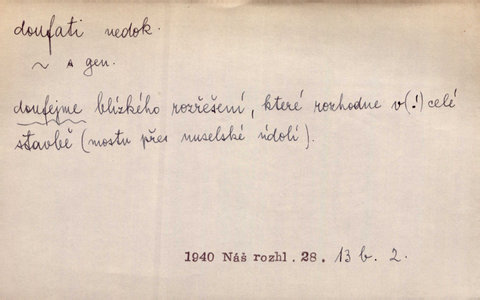 doufati nedok.
~ s gen.
doufejme blízkého rozřešení, které rozhodne v(!) celé
stavbě (mostu přes nuselské údolí).
1940 Náš rozhl. 28. 13 b. 2.